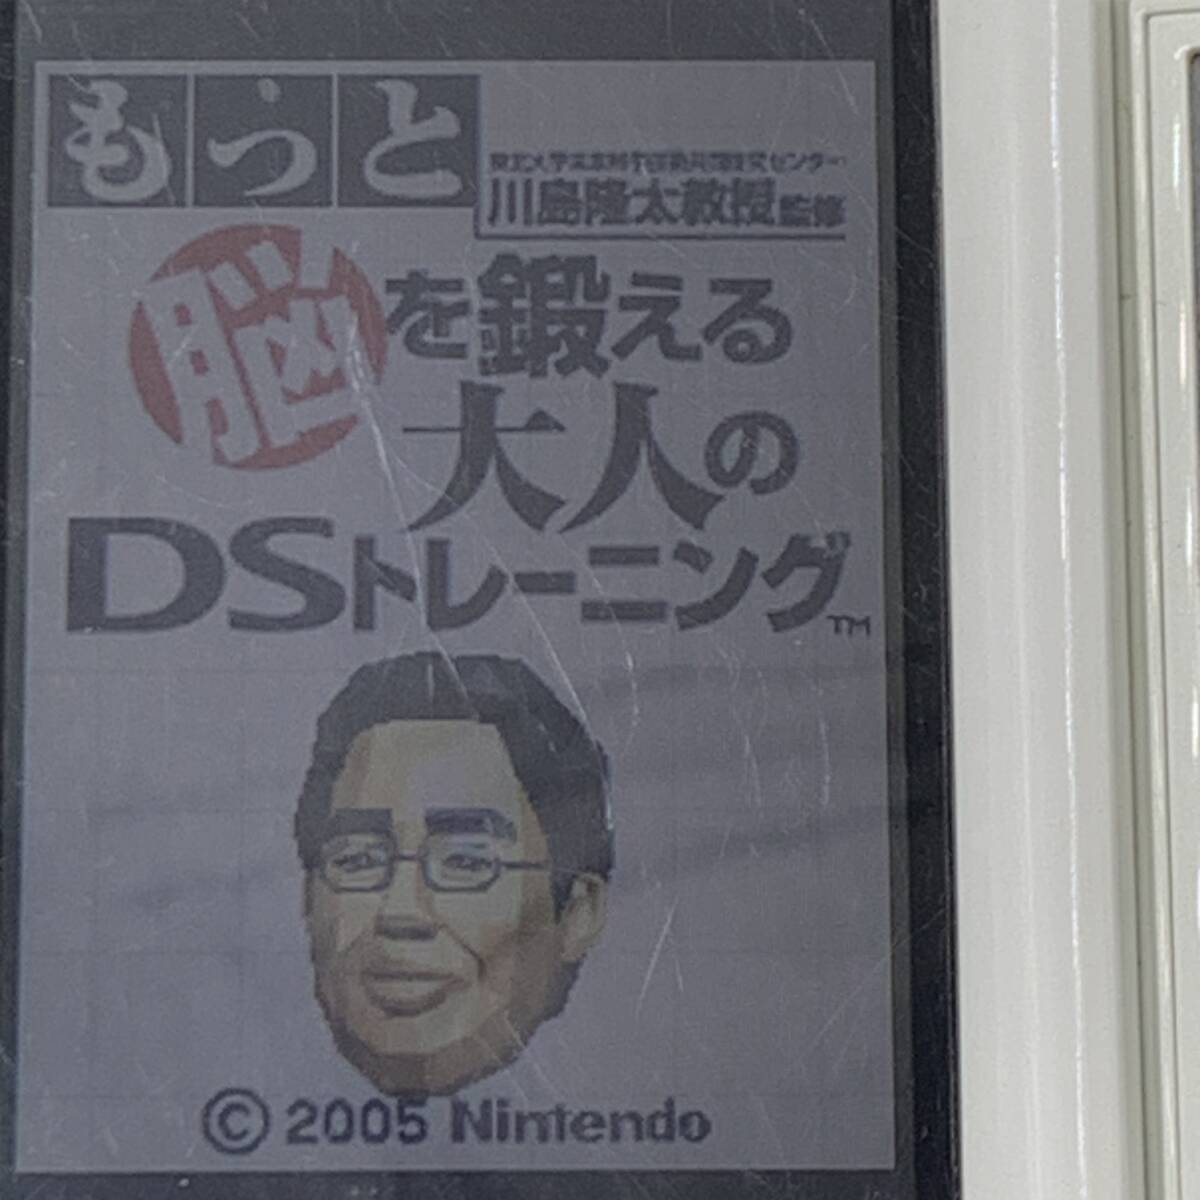 もっと
東北大学未来科学技術共同研究センター
川島隆太教授監修
脳を鍛える
大人の
DSトレーニング™
© 2005 Nintendo